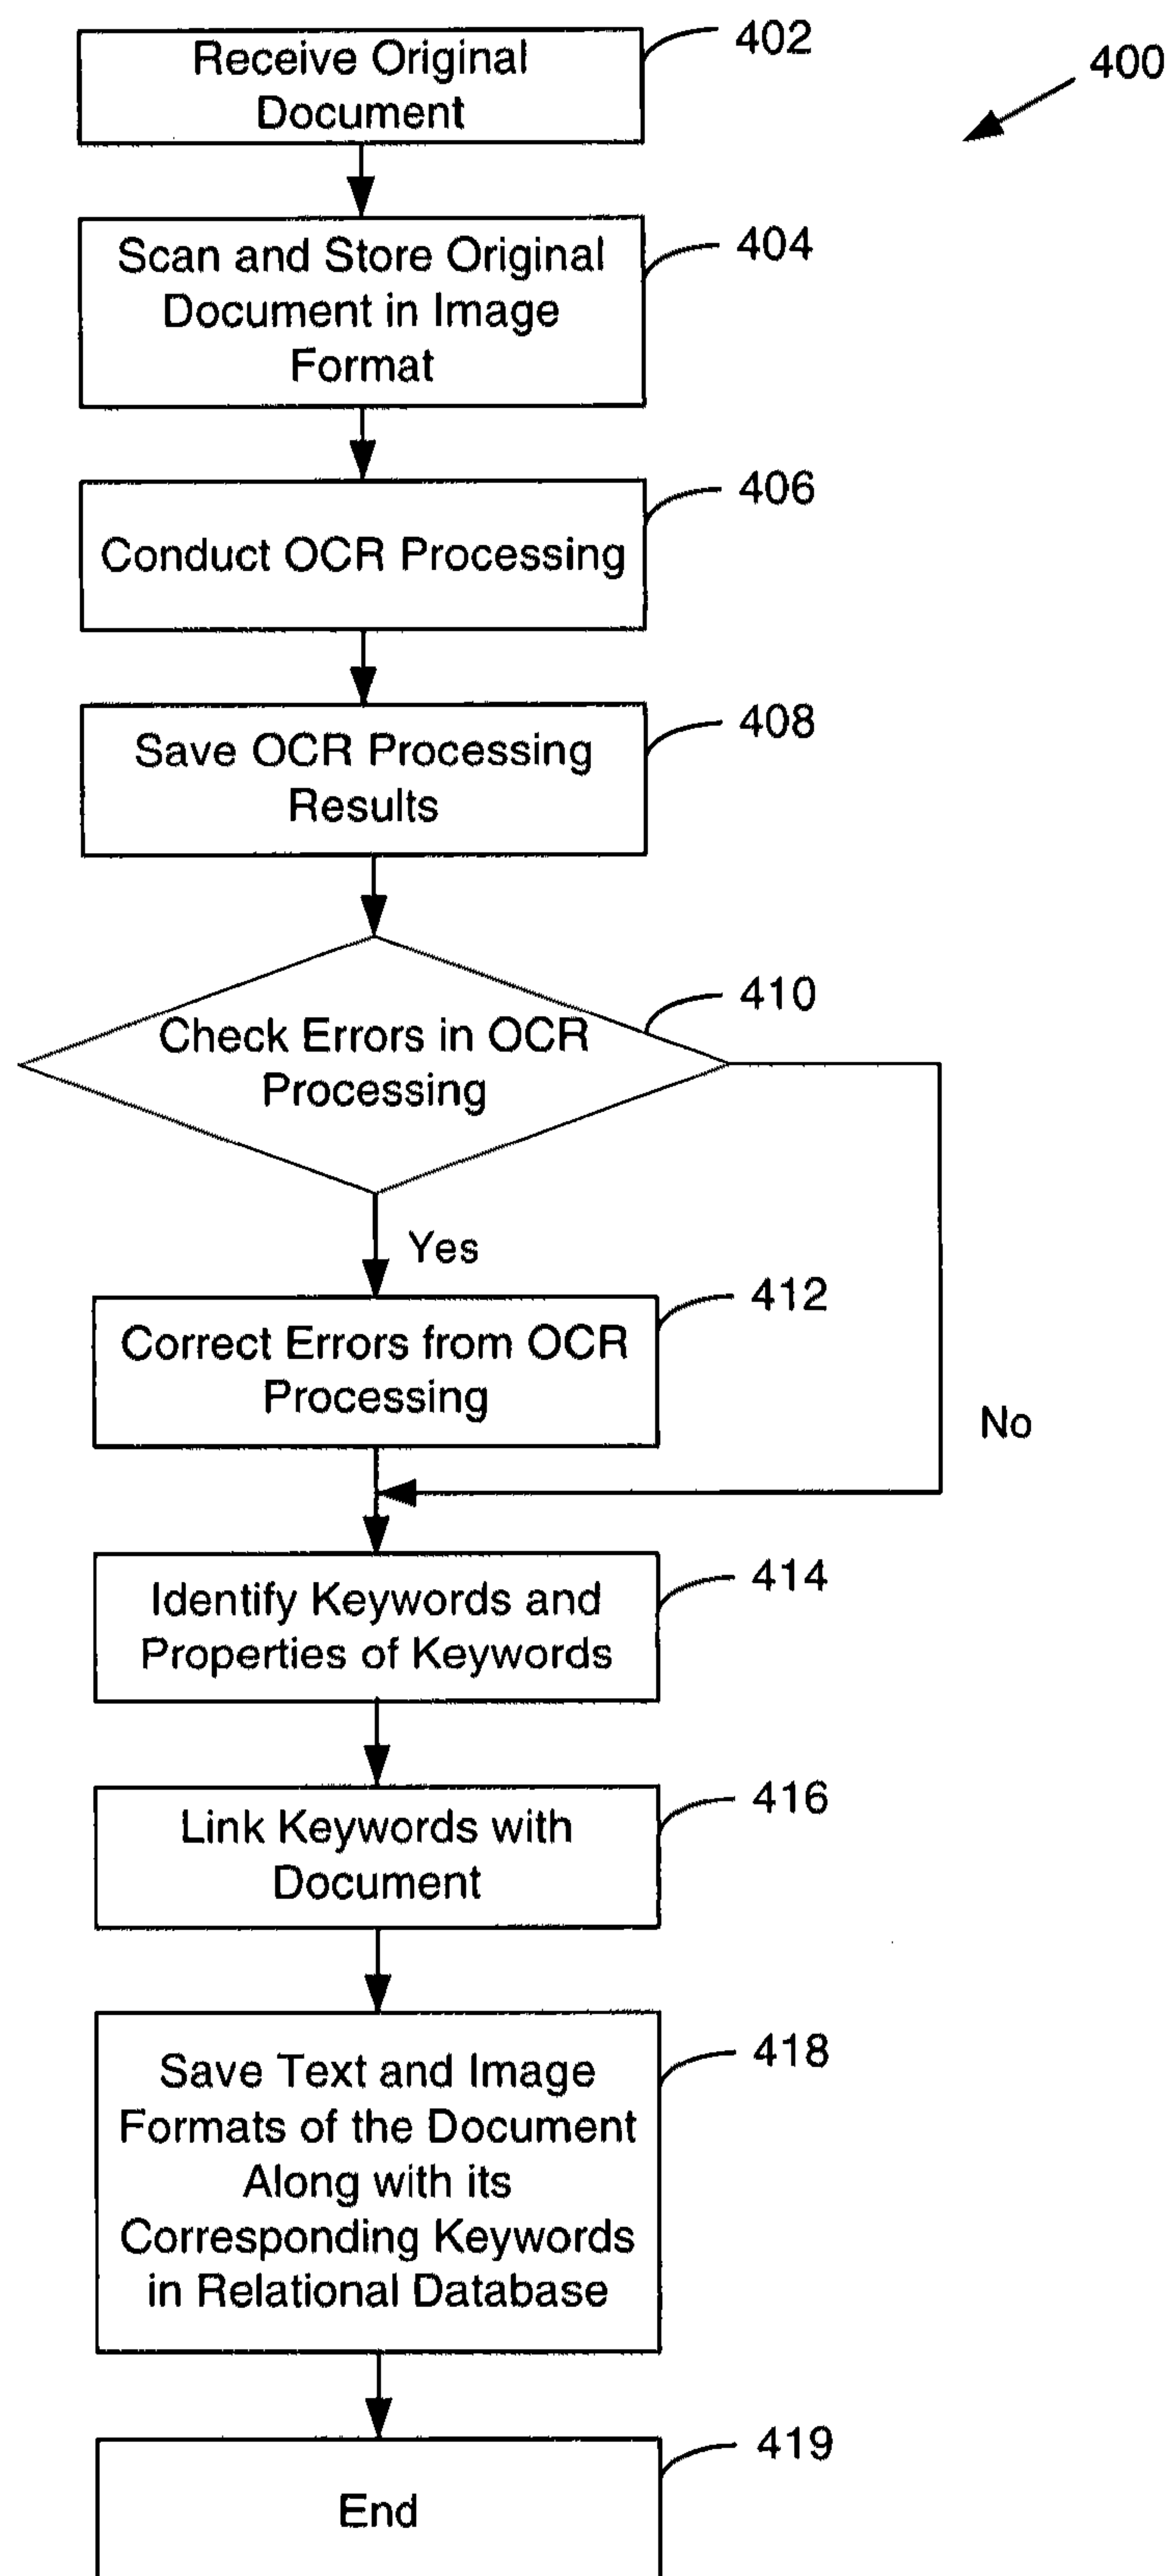 Receive Original
Document
402
400
Scan and Store Original
Document in Image
Format
404
Conduct OCR Processing
406
Save OCR Processing
Results
408
Check Errors in OCR
Processing
410
Yes
Correct Errors from OCR
Processing
412
No
Identify Keywords and
Properties of Keywords
414
Link Keywords with
Document
416
Save Text and Image
Formats of the Document
Along with its
Corresponding Keywords
in Relational Database
418
End
419